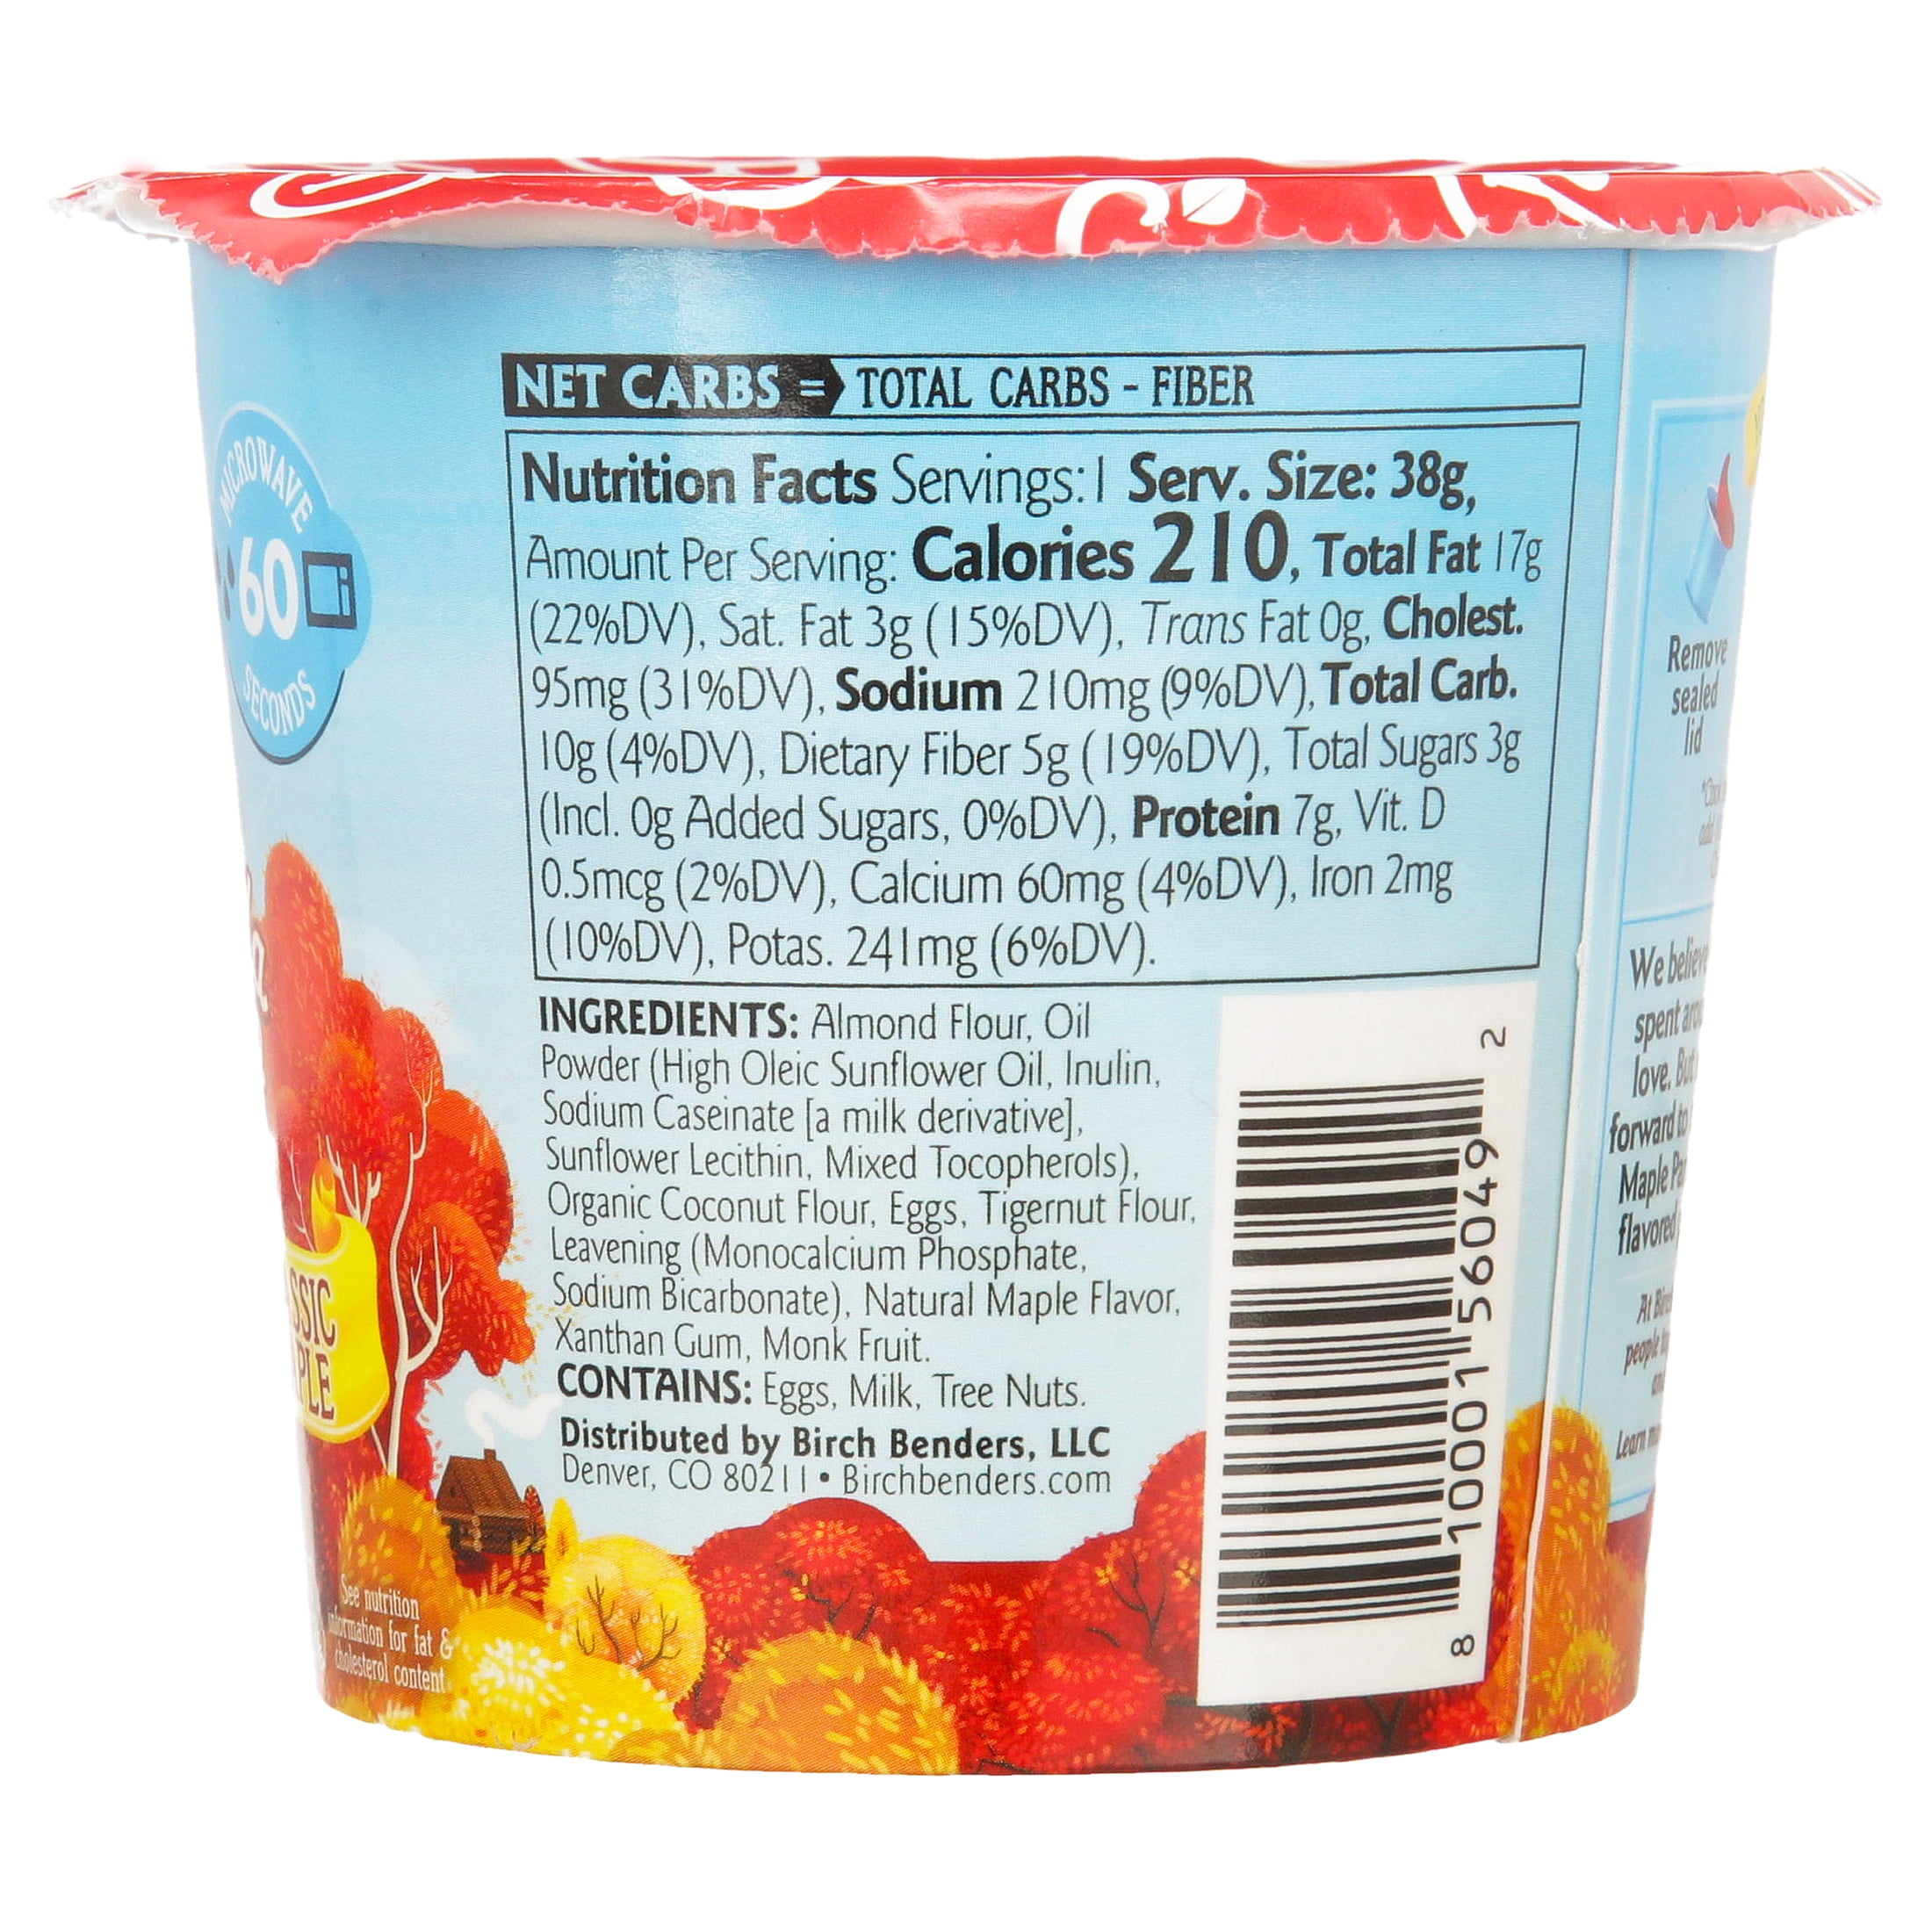 MICROWAVE
60
SECONDS
NET CARBS = TOTAL CARBS - FIBER
Nutrition Facts Servings: 1 Serv. Size: 38g,
Amount Per Serving: Calories 210, Total Fat 17g
(22%DV), Sat. Fat 3g (15%DV), Trans Fat 0g, Cholest.
95mg (31%DV), Sodium 210mg (9%DV), Total Carb.
10g (4%DV), Dietary Fiber 5g (19%DV), Total Sugars 3g
(Incl. 0g Added Sugars, 0%DV), Protein 7g, Vit. D
0.5mcg (2%DV), Calcium 60mg (4%DV), Iron 2mg
(10%DV), Potas. 241mg (6%DV).
INGREDIENTS: Almond Flour, Oil
Powder (High Oleic Sunflower Oil, Inulin,
Sodium Caseinate [a milk derivative],
Sunflower Lecithin, Mixed Tocopherols),
Organic Coconut Flour, Eggs, Tigernut Flour,
Leavening (Monocalcium Phosphate,
Sodium Bicarbonate), Natural Maple Flavor,
Xanthan Gum, Monk Fruit.
CONTAINS: Eggs, Milk, Tree Nuts.
Distributed by Birch Benders, LLC
Denver, CO 80211 • Birchbenders.com
8 10001 56049 2
SSIC
PLE
See nutrition
information for fat &
cholesterol content
Remove
sealed
lid
We believe
spent
love. But
forward to
Maple
flavored
At
people
Learn